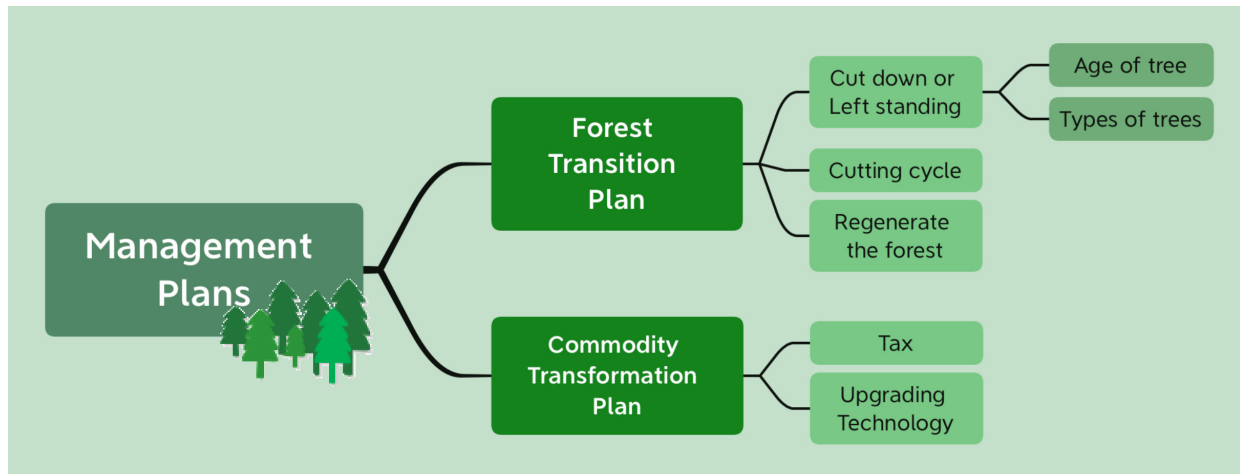 Management
Plans
Forest
Transition
Plan
Cut down or
Left standing
Age of tree
Types of trees
Cutting cycle
Regenerate
the forest
Commodity
Transformation
Plan
Tax
Upgrading
Technology